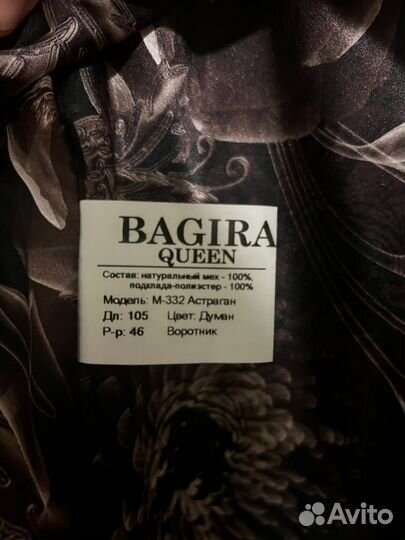 BAGIRA
QUEEN
Состав: натуральный мех - 100%,
подклада-полиэстер - 100%
Модель: М-332 Астраган
Дл: 105 Цвет: Думан
Р-р: 46 Воротник
Avito